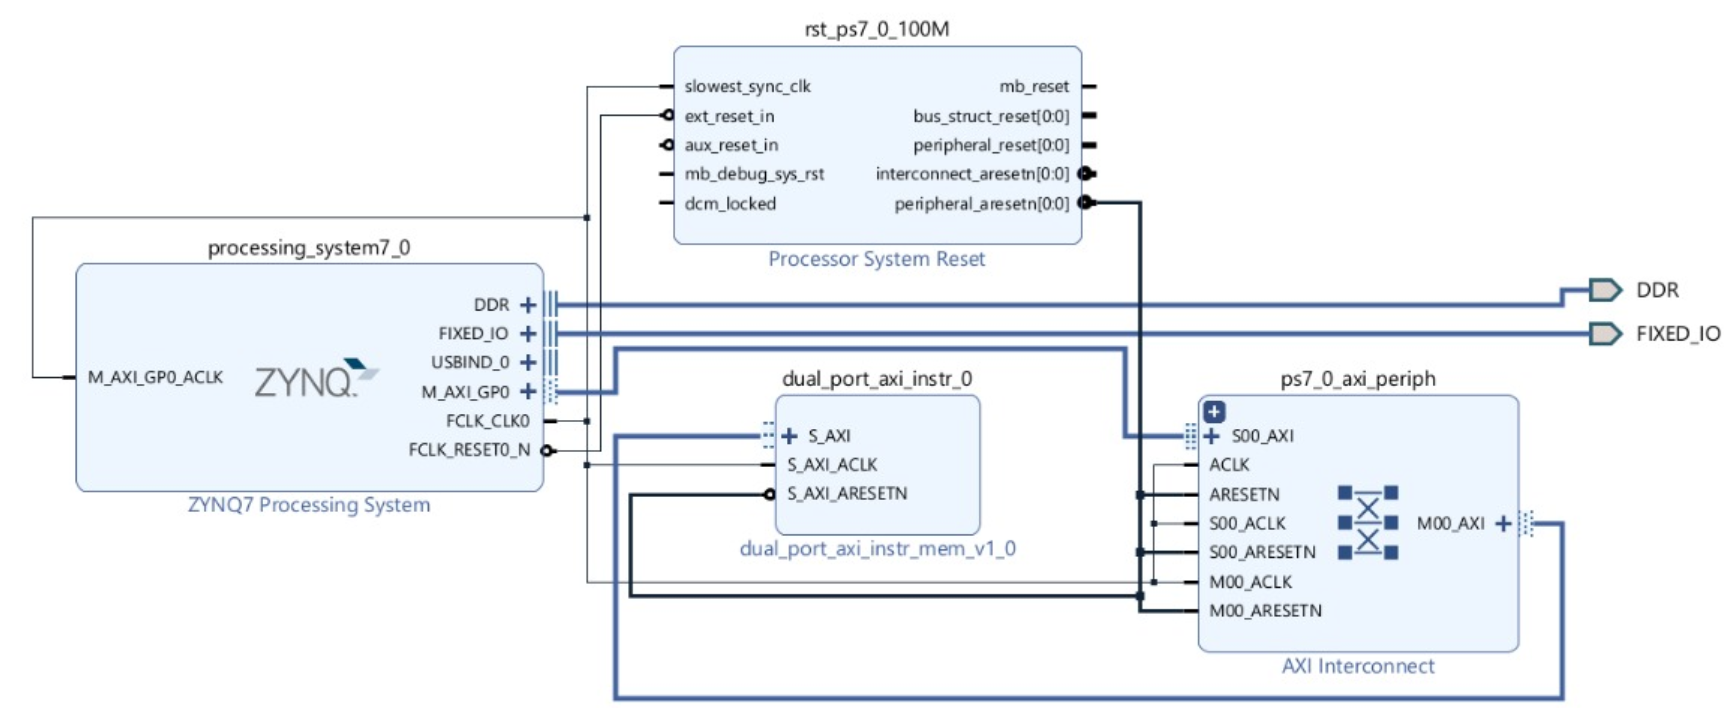 rst_ps7_0_100M
slowest_sync_clk
ext_reset_in
aux_reset_in
mb_debug_sys_rst
dcm_locked
mb_reset
bus_struct_reset[0:0]
peripheral_reset[0:0]
interconnect_aresetn[0:0]
peripheral_aresetn[0:0]
Processor System Reset
processing_system7_0
M_AXI_GP0_ACLK
ZYNQ
DDR
FIXED_IO
USBIND_0
M_AXI_GP0
FCLK_CLK0
FCLK_RESET0_N
ZYNQ7 Processing System
DDR
FIXED_IO
dual_port_axi_instr_0
S_AXI
S_AXI_ACLK
S_AXI_ARESETN
dual_port_axi_instr_mem_v1_0
ps7_0_axi_periph
S00_AXI
ACLK
ARESETN
S00_ACLK
S00_ARESETN
M00_ACLK
M00_ARESETN
M00_AXI
AXI Interconnect